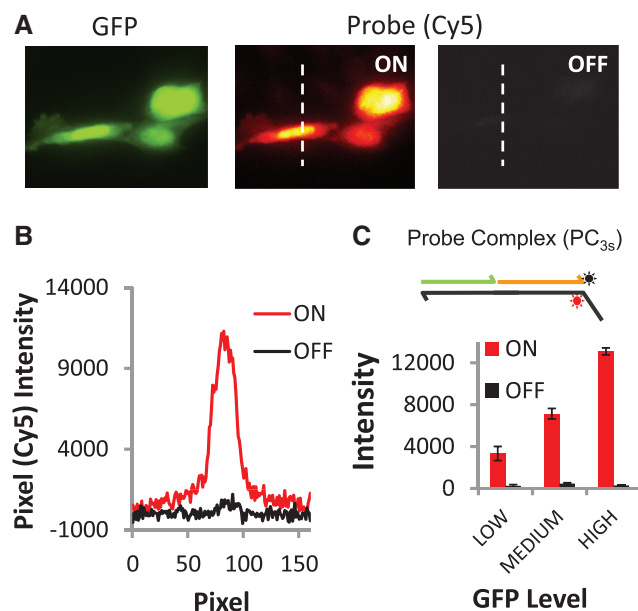 A
GFP
Probe (Cy5)
ON
OFF
B
Pixel (Cy5) Intensity
14000
9000
4000
-1000
ON
OFF
0
50
100
150
Pixel
C
Probe Complex (PC3s)
Intensity
12000
8000
4000
0
ON
OFF
LOW
MEDIUM
HIGH
GFP Level